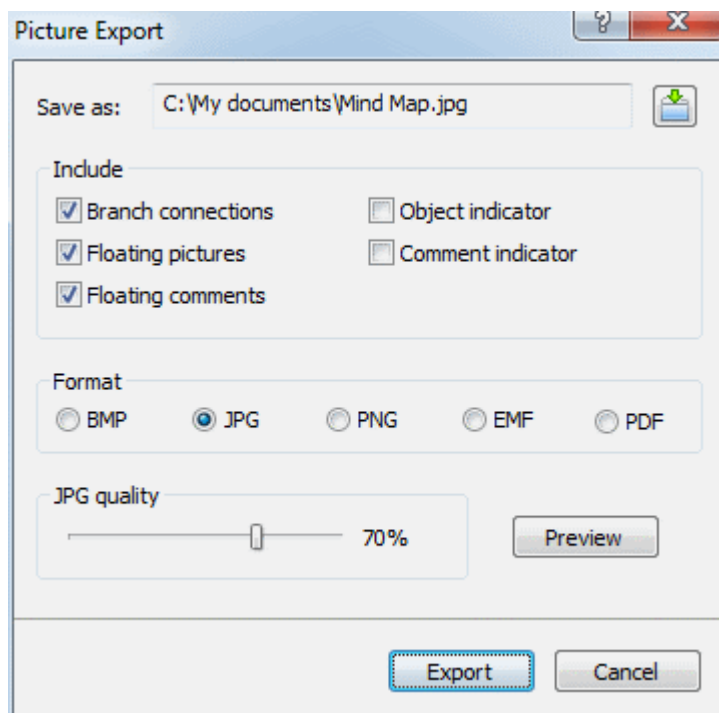 Picture Export
?
X
Save as: C:\My documents\Mind Map.jpg
Include
Branch connections Object indicator
Floating pictures Comment indicator
Floating comments
Format
BMP JPG PNG EMF PDF
JPG quality
70% Preview
Export Cancel